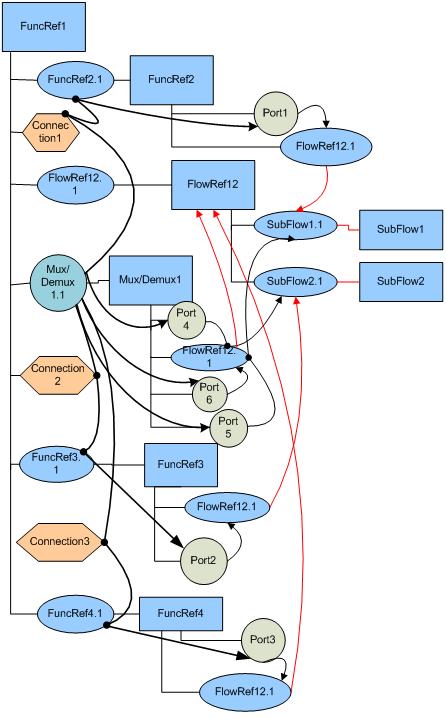 FuncRef1
FuncRef2.1
FuncRef2
Port1
Connec
tion1
FlowRef12.1
FlowRef12.
1
FlowRef12
SubFlow1.1
SubFlow1
Mux/
Demux
1.1
Mux/Demux1
SubFlow2.1
SubFlow2
Port
4
FlowRef12.
1
Connection
2
Port
6
Port
5
FuncRef3.
1
FuncRef3
FlowRef12.1
Connection3
Port2
FuncRef4.1
FuncRef4
Port3
FlowRef12.1